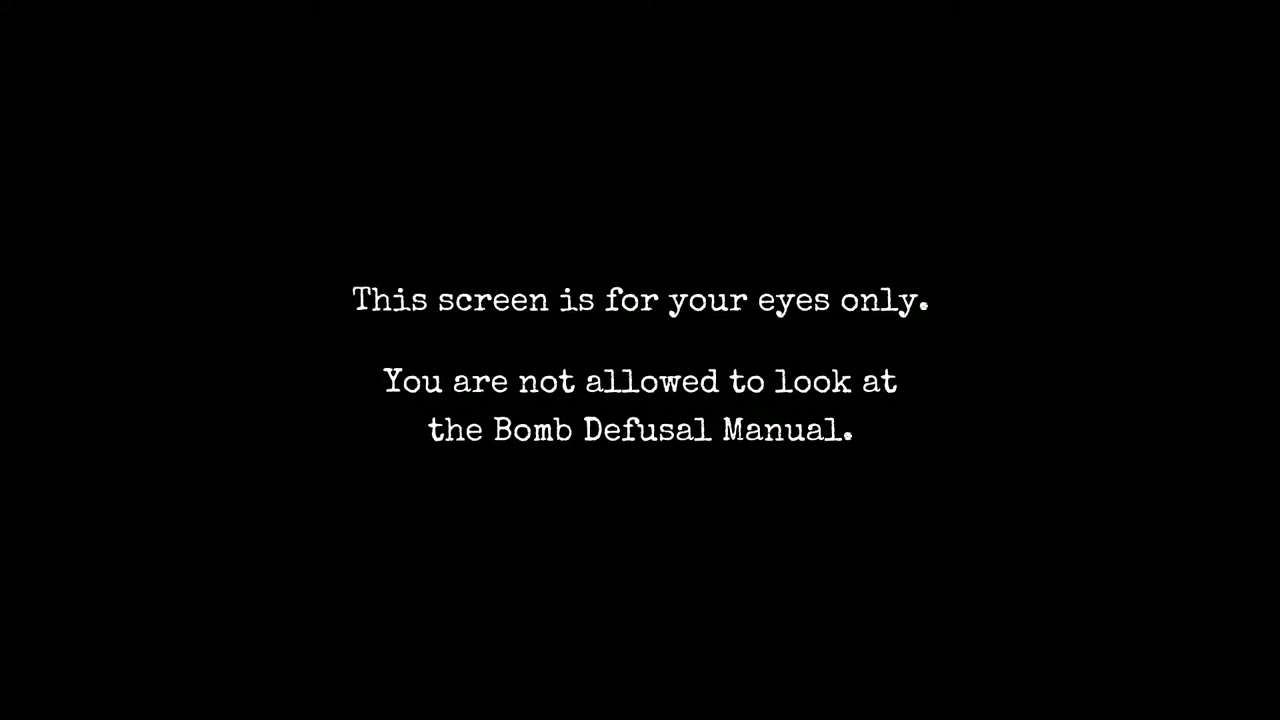 This screen is for your eyes only.
You are not allowed to look at
the Bomb Defusal Manual.